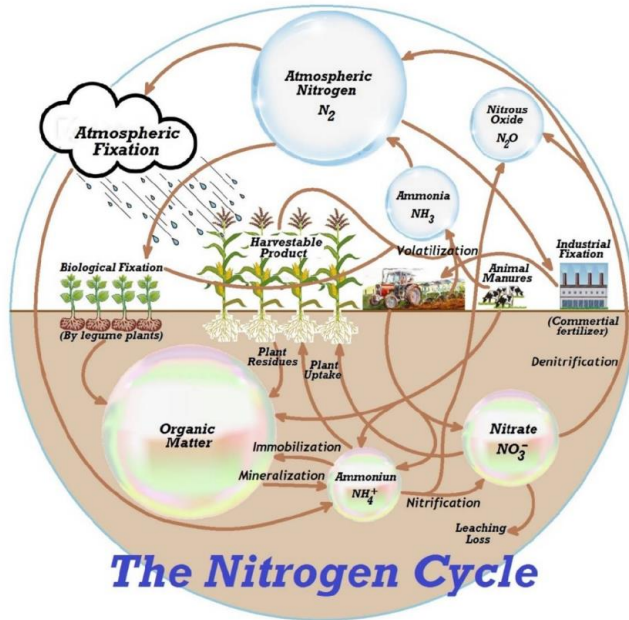 Atmospheric
Nitrogen
N₂
Nitrous
Oxide
N₂O
Atmospheric
Fixation
Ammonia
NH₃
Harvestable
Product
Volatilization
Industrial
Fixation
Animal
Manures
Biological Fixation
(By legume plants)
(Commertial
fertilizer)
Plant
Residues
Plant
Uptake
Denitrification
Organic
Matter
Nitrate
NO₃⁻
Immobilization
Mineralization
Ammoniun
NH₄⁺
Nitrification
Leaching
Loss
The Nitrogen Cycle